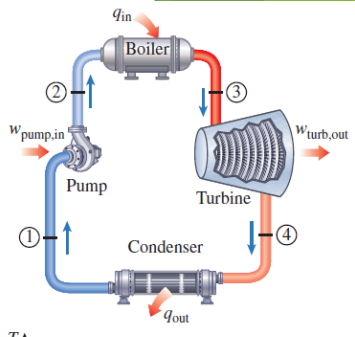 q_in
Boiler
2
3
w_pump,in
w_turb,out
Pump
Turbine
1
4
Condenser
q_out
T